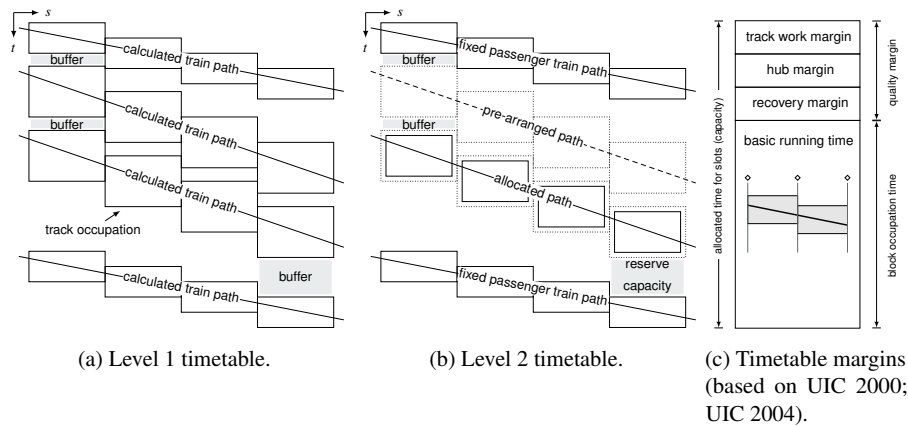 s
t
calculated train path
buffer
calculated train path
buffer
calculated train path
track occupation
buffer
calculated train path
(a) Level 1 timetable.
s
t
fixed passenger train path
buffer
pre-arranged path
buffer
allocated path
reserve
capacity
fixed passenger train path
(b) Level 2 timetable.
allocated time for slots (capacity)
track work margin
hub margin
recovery margin
basic running time
quality margin
block occupation time
(c) Timetable margins
(based on UIC 2000;
UIC 2004).